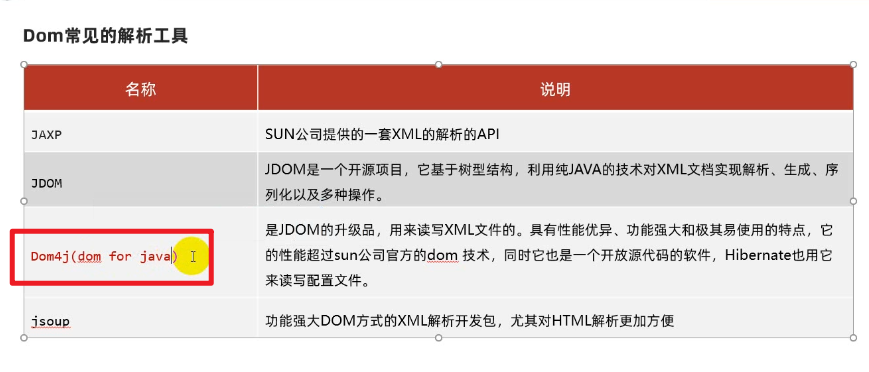 Dom常见的解析工具
名称 说明
JAXP SUN公司提供的一套XML的解析的API
JDOM JDOM是一个开源项目，它基于树型结构，利用纯JAVA的技术对XML文档实现解析、生成、序
列化以及多种操作。
Dom4j(dom for java) 是JDOM的升级品，用来读写XML文件的。具有性能优异、功能强大和极其易使用的特点，它
的性能超过sun公司官方的dom 技术，同时它也是一个开放源代码的软件，Hibernate也用它
来读写配置文件。
jsoup 功能强大DOM方式的XML解析开发包，尤其对HTML解析更加方便